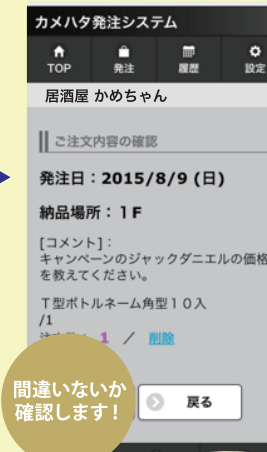 カメハタ発注システム
TOP 発注 履歴 設定
居酒屋 かめちゃん
ご注文内容の確認
発注日：2015/8/9 (日)
納品場所：１F
[コメント]：
キャンペーンのジャックダニエルの価格
を教えてください。
Ｔ型ボトルネーム角型１０入
/1
1 / 削除
間違いないか
確認します！
戻る